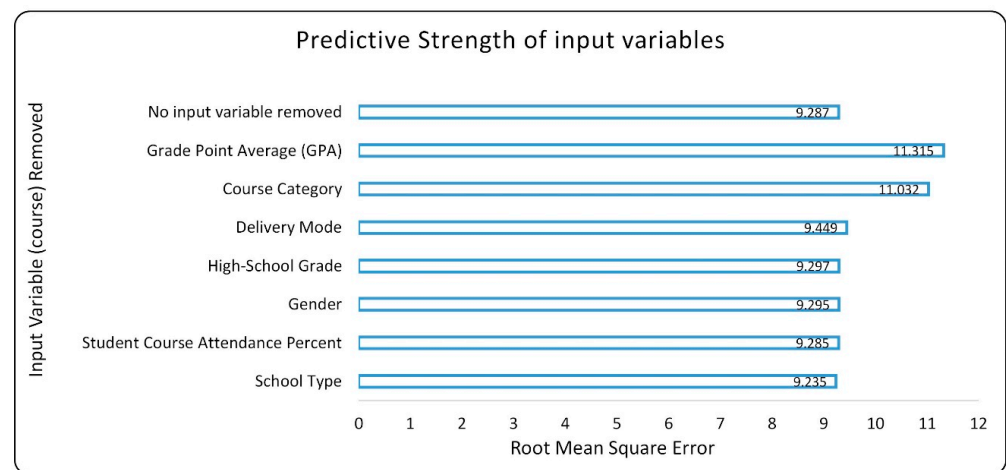 Predictive Strength of input variables
Input Variable (course) Removed
No input variable removed 9.287
Grade Point Average (GPA) 11.315
Course Category 11.032
Delivery Mode 9.449
High-School Grade 9.297
Gender 9.295
Student Course Attendance Percent 9.285
School Type 9.235
0 1 2 3 4 5 6 7 8 9 10 11 12
Root Mean Square Error